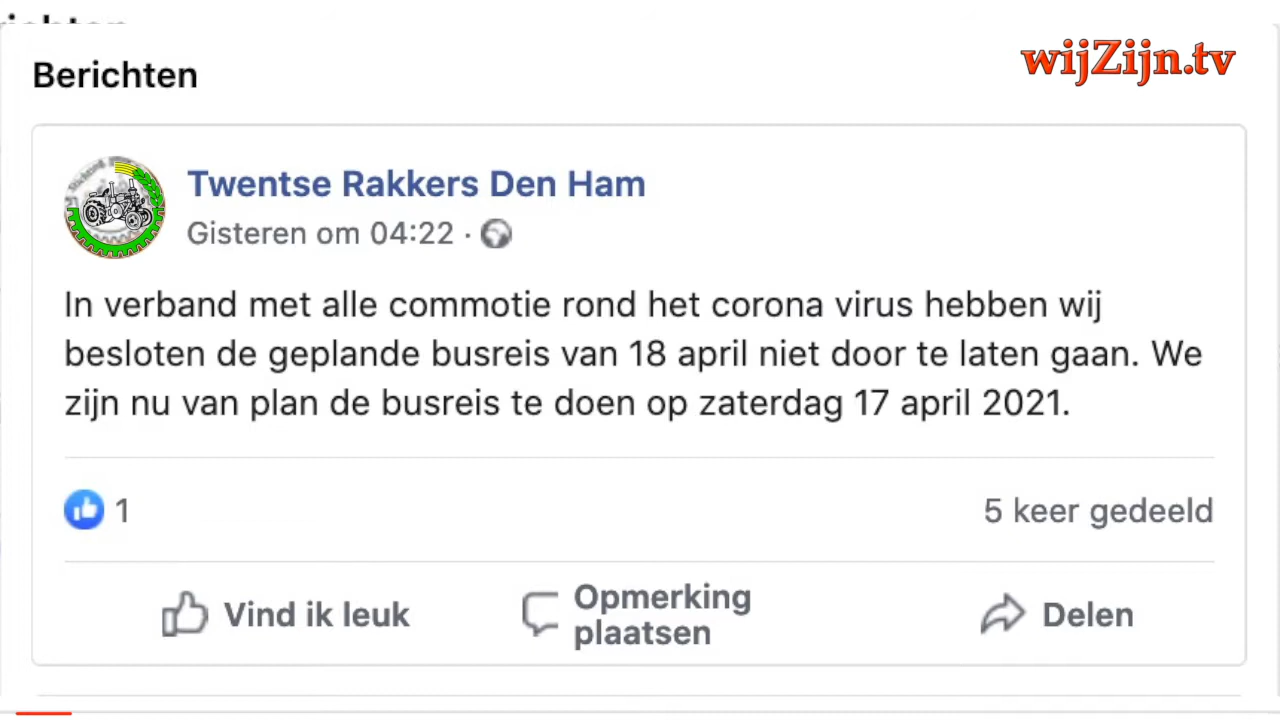 wijZijn.tv
Berichten
Twentse Rakkers Den Ham
Gisteren om 04:22 ·
In verband met alle commotie rond het corona virus hebben wij
besloten de geplande busreis van 18 april niet door te laten gaan. We
zijn nu van plan de busreis te doen op zaterdag 17 april 2021.
1
5 keer gedeeld
Vind ik leuk
Opmerking
plaatsen
Delen